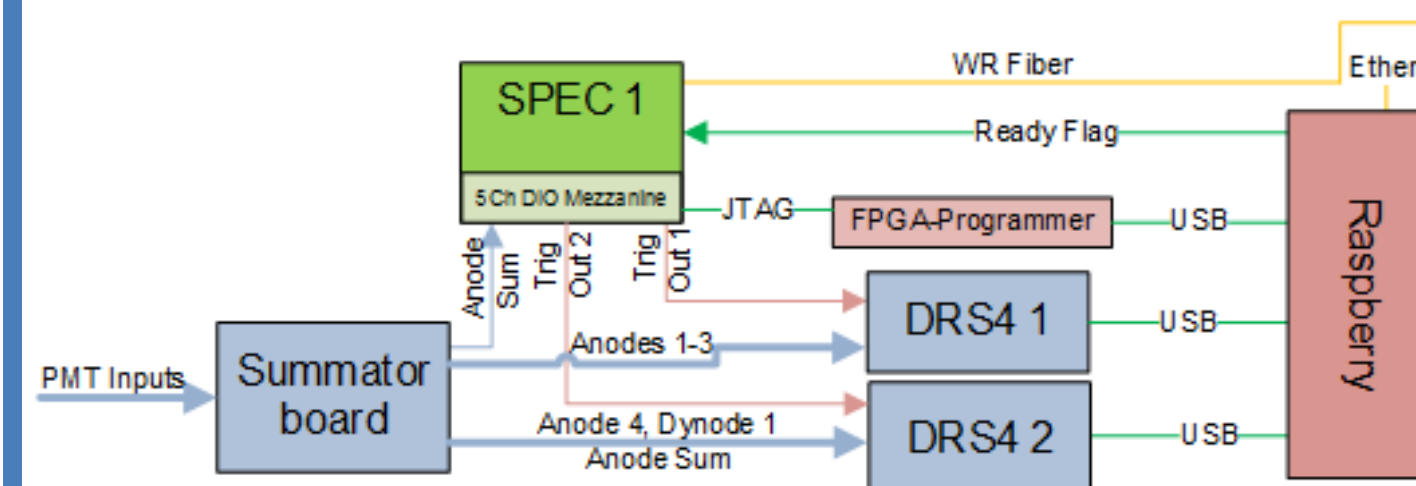 WR Fiber
Ether
SPEC 1
Ready Flag
5Ch DIO Mezzanine
JTAG
FPGA-Programmer
USB
Raspberry
Anode
Sum
Trig
Out 2
Trig
Out 1
DRS4 1
USB
Anodes 1-3
PMT Inputs
Summator
board
Anode 4, Dynode 1
Anode Sum
DRS4 2
USB